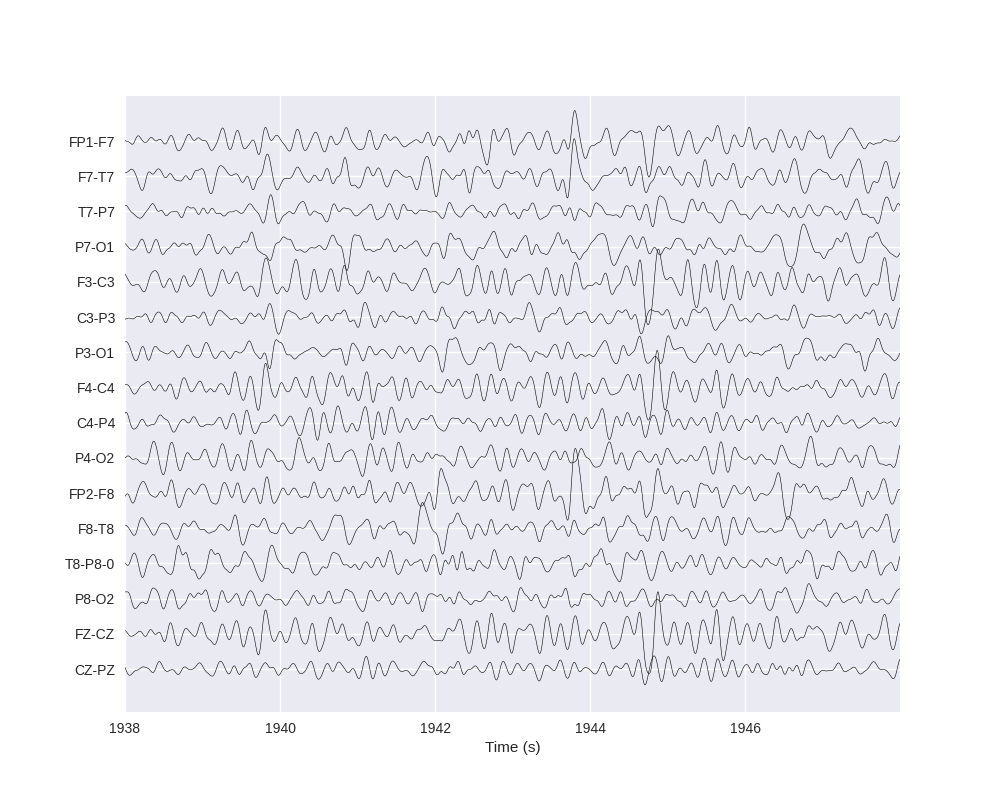 FP1-F7
F7-T7
T7-P7
P7-O1
F3-C3
C3-P3
P3-O1
F4-C4
C4-P4
P4-O2
FP2-F8
F8-T8
T8-P8-0
P8-O2
FZ-CZ
CZ-PZ
1938 1940 1942 1944 1946
Time (s)